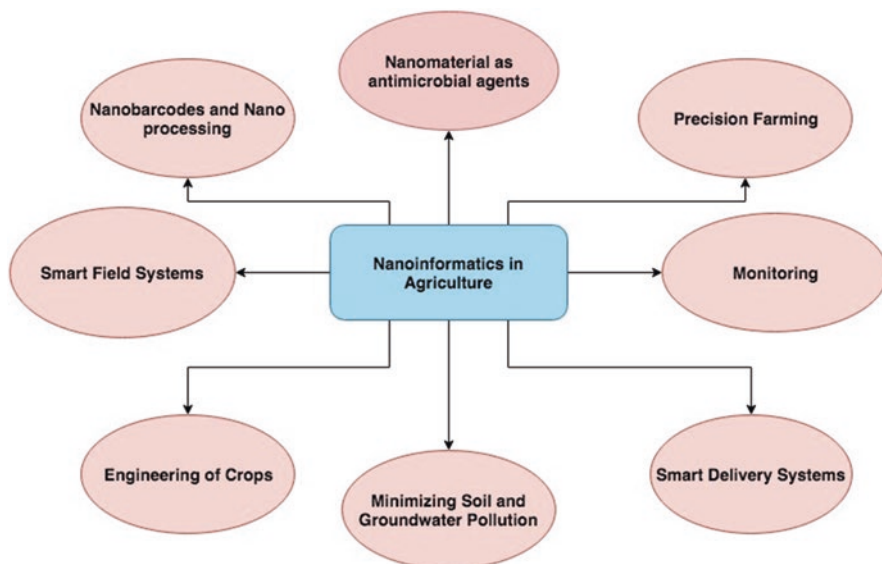 Nanomaterial as
antimicrobial agents
Nanobarcodes and Nano
processing
Precision Farming
Smart Field Systems
Nanoinformatics in
Agriculture
Monitoring
Engineering of Crops
Minimizing Soil and
Groundwater Pollution
Smart Delivery Systems